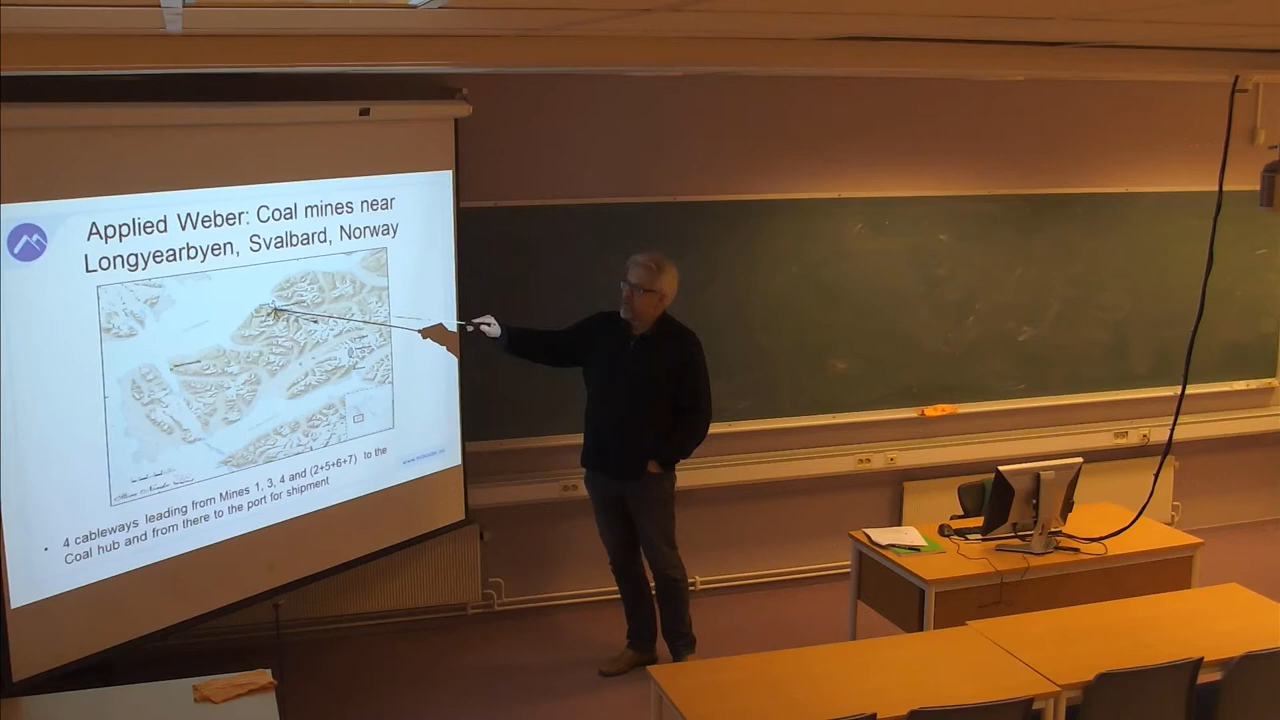 Applied Weber: Coal mines near
Longyearbyen, Svalbard, Norway
• 4 cableways leading from Mines 1, 3, 4 and (2+5+6+7) to the
Coal hub and from there to the port for shipment